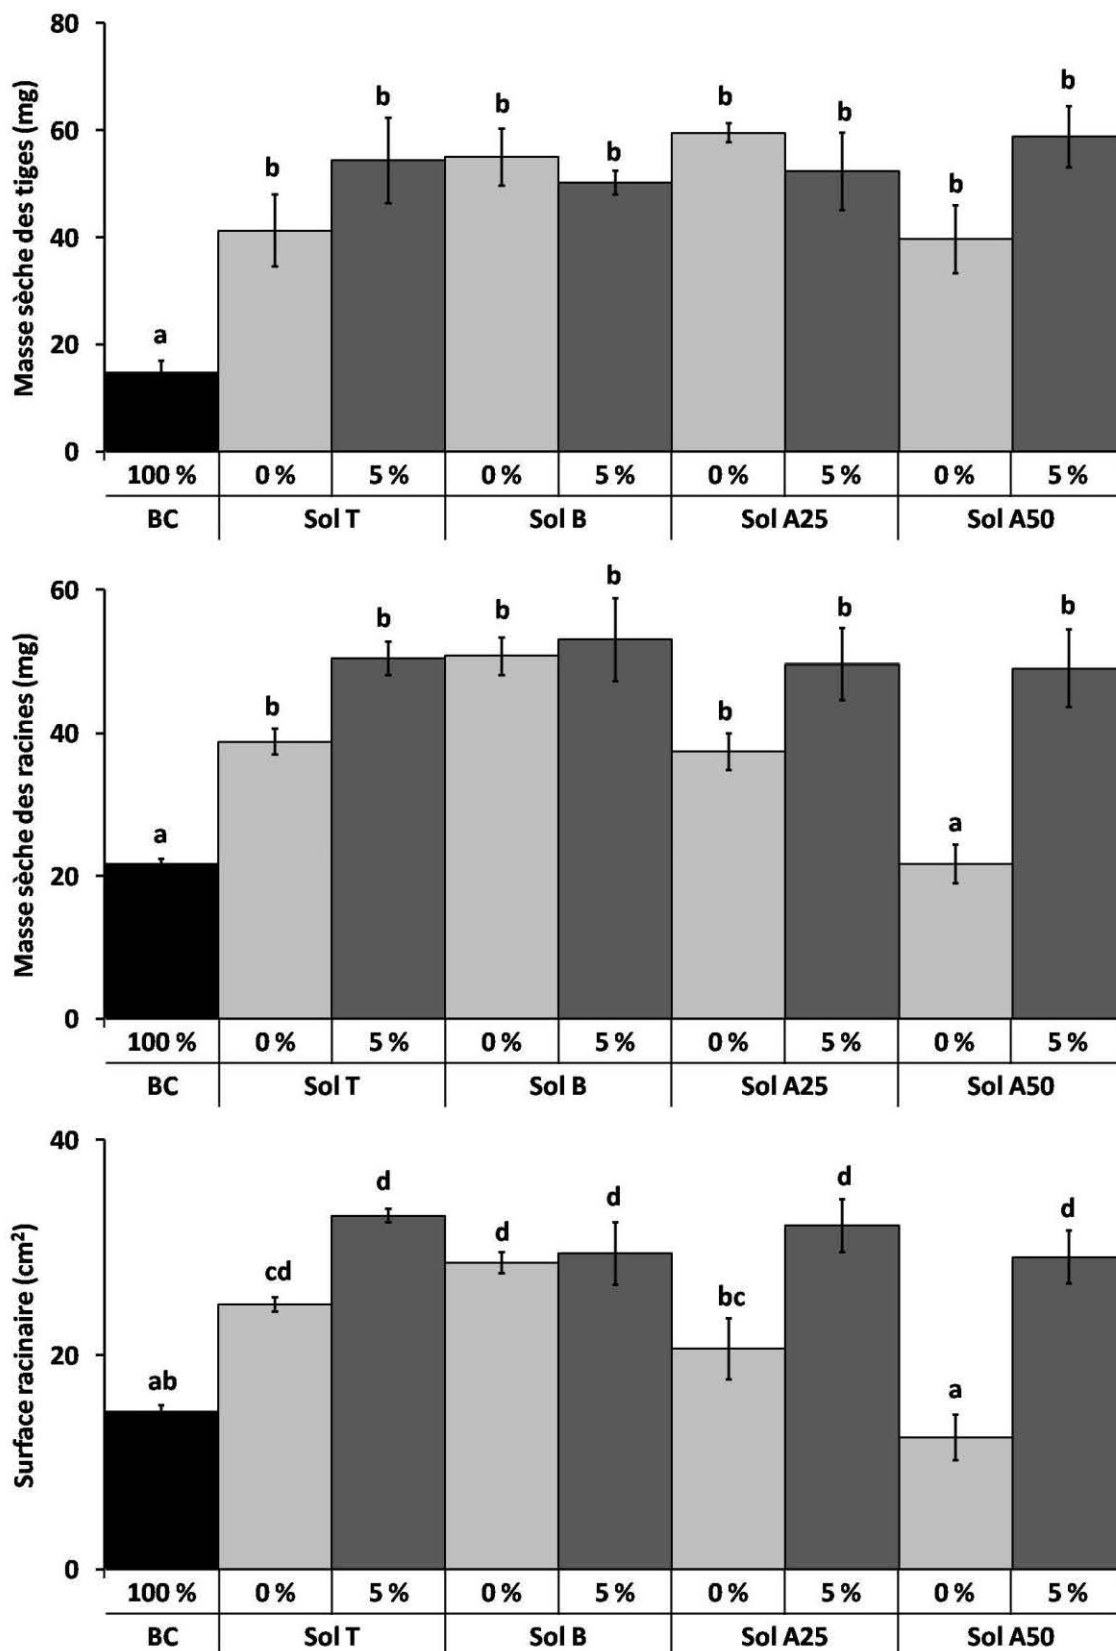 Masse sèche des tiges (mg)
80
60
40
20
0
a
b
b
b
b
b
b
b
b
100 % 0 % 5 % 0 % 5 % 0 % 5 % 0 % 5 %
BC Sol T Sol B Sol A25 Sol A50
Masse sèche des racines (mg)
60
40
20
0
a
b
b
b
b
b
b
a
b
100 % 0 % 5 % 0 % 5 % 0 % 5 % 0 % 5 %
BC Sol T Sol B Sol A25 Sol A50
Surface racinaire (cm²)
40
20
0
ab
cd
d
d
d
bc
d
a
d
100 % 0 % 5 % 0 % 5 % 0 % 5 % 0 % 5 %
BC Sol T Sol B Sol A25 Sol A50